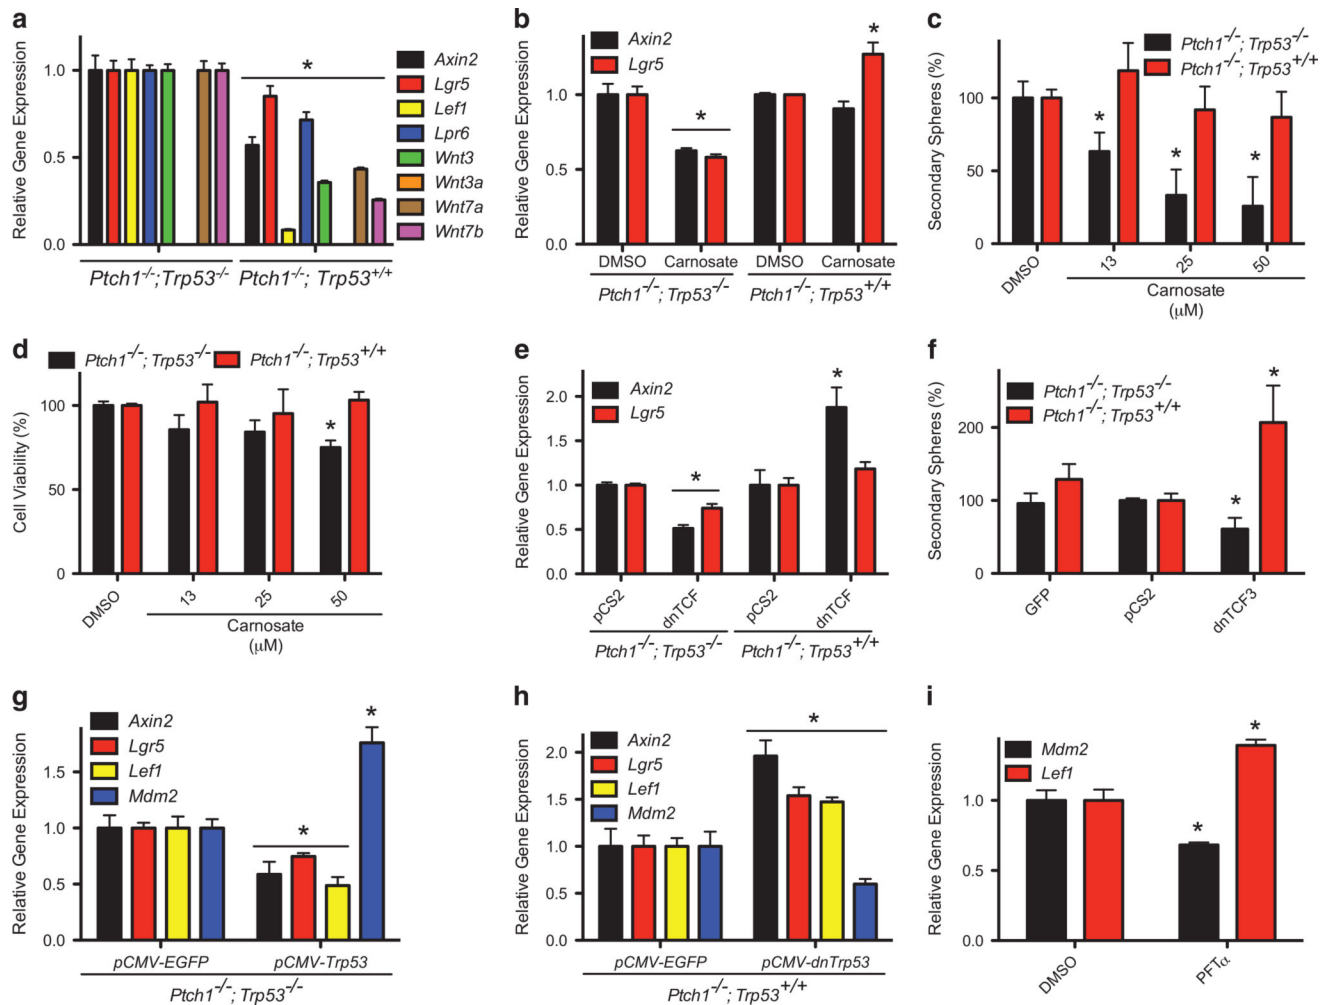 a
Relative Gene Expression
1.0
0.5
0.0
*
Axin2
Lgr5
Lef1
Lpr6
Wnt3
Wnt3a
Wnt7a
Wnt7b
Ptch1-/-;Trp53-/-
Ptch1-/-; Trp53+/+
b
Relative Gene Expression
1.5
1.0
0.5
0.0
Axin2
Lgr5
*
*
DMSO Carnosate DMSO Carnosate
Ptch1-/-; Trp53-/-
Ptch1-/-; Trp53+/+
c
Secondary Spheres (%)
100
50
0
Ptch1-/-; Trp53-/-
Ptch1-/-; Trp53+/+
* * *
DMSO 13 25 50
Carnosate
(μM)
d
Ptch1-/-; Trp53-/-
Ptch1-/-; Trp53+/+
Cell Viability (%)
100
50
0
*
DMSO 13 25 50
Carnosate
(μM)
e
Relative Gene Expression
2.0
1.5
1.0
0.5
0.0
Axin2
Lgr5
*
*
pCS2 dnTCF pCS2 dnTCF
Ptch1-/-; Trp53-/-
Ptch1-/-; Trp53+/+
f
Secondary Spheres (%)
200
100
0
Ptch1-/-; Trp53-/-
Ptch1-/-; Trp53+/+
*
*
GFP pCS2 dnTCF3
g
Relative Gene Expression
1.5
1.0
0.5
0.0
Axin2
Lgr5
Lef1
Mdm2
*
*
pCMV-EGFP pCMV-Trp53
Ptch1-/-; Trp53-/-
h
Relative Gene Expression
2.0
1.5
1.0
0.5
0.0
Axin2
Lgr5
Lef1
Mdm2
*
pCMV-EGFP pCMV-dnTrp53
Ptch1-/-; Trp53+/+
i
Relative Gene Expression
1.0
0.5
0.0
Mdm2
Lef1
*
*
DMSO PFTα